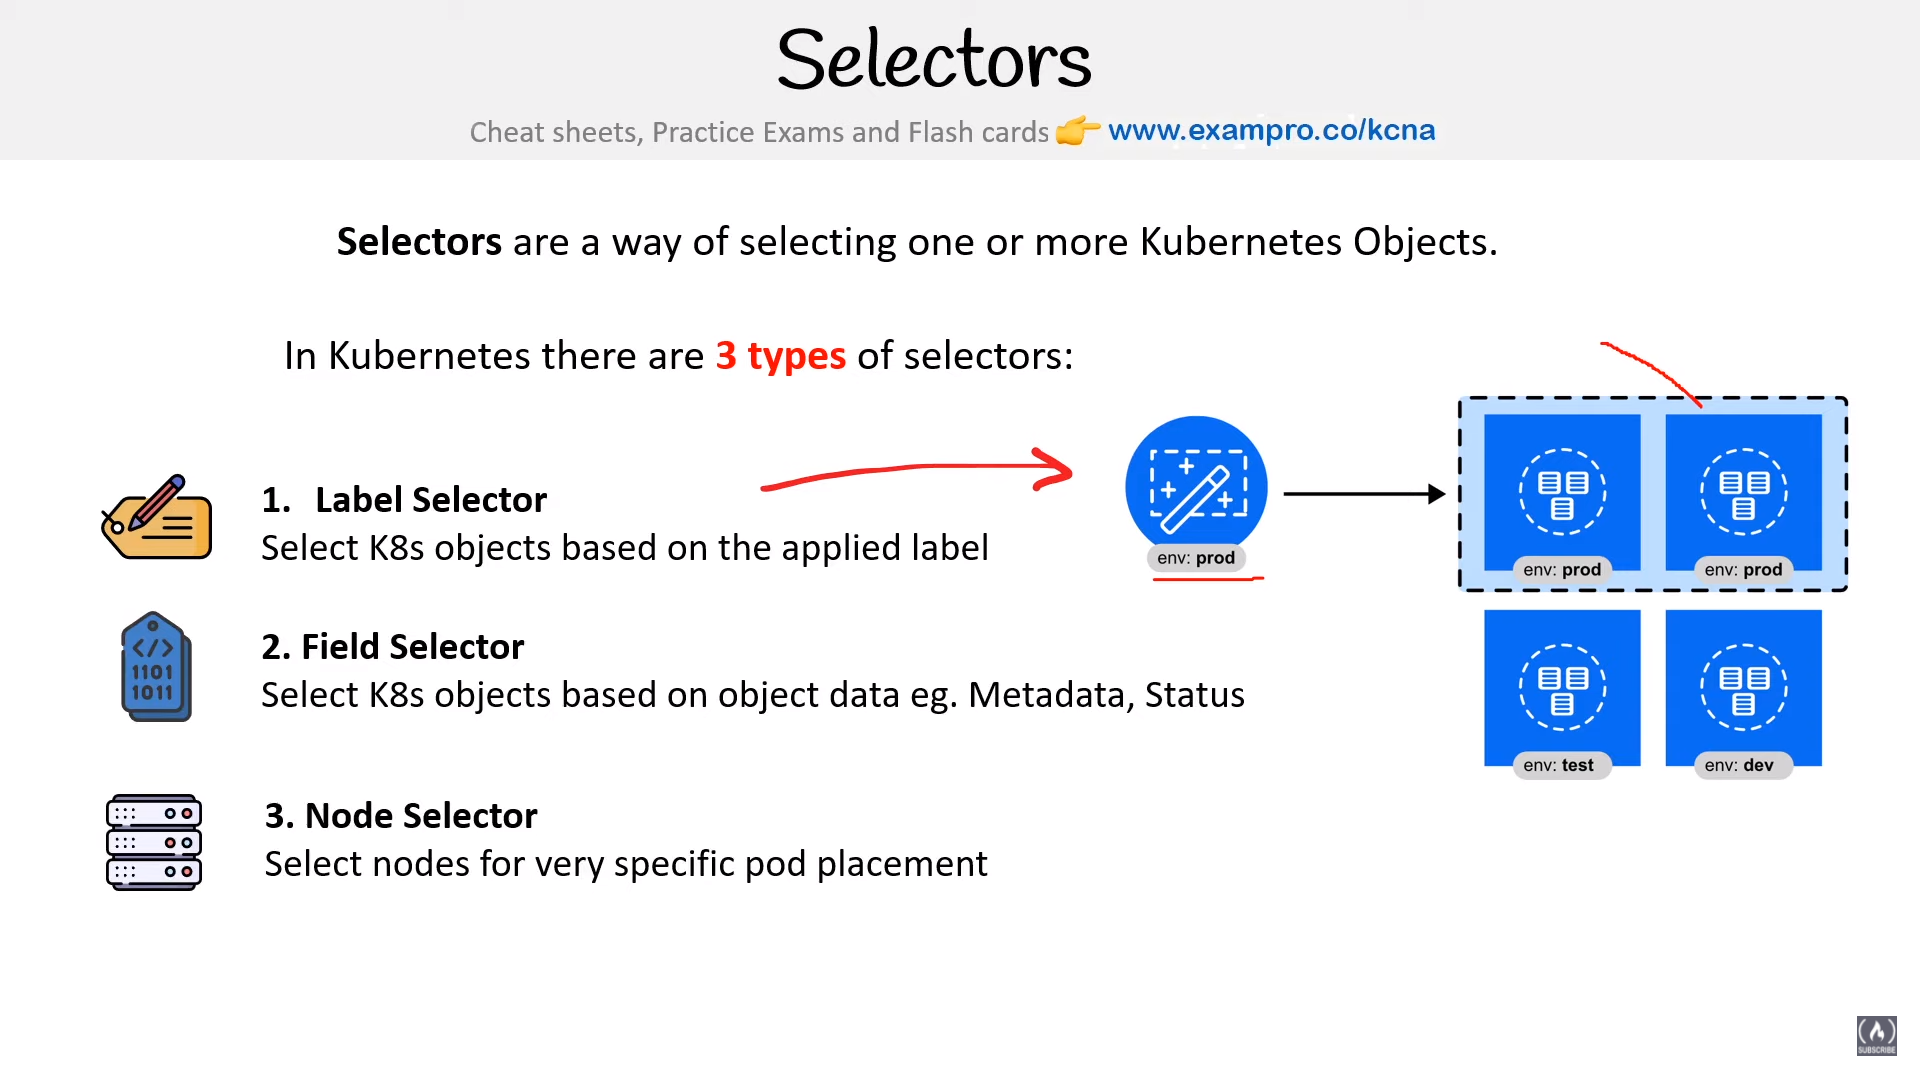 Selectors
Cheat sheets, Practice Exams and Flash cards 👉 www.exampro.co/kcna
Selectors are a way of selecting one or more Kubernetes Objects.
In Kubernetes there are 3 types of selectors:
1. Label Selector
Select K8s objects based on the applied label
2. Field Selector
Select K8s objects based on object data eg. Metadata, Status
3. Node Selector
Select nodes for very specific pod placement
</>
1101
1011
env: prod
env: prod
env: prod
env: test
env: dev
SUBSCRIBE